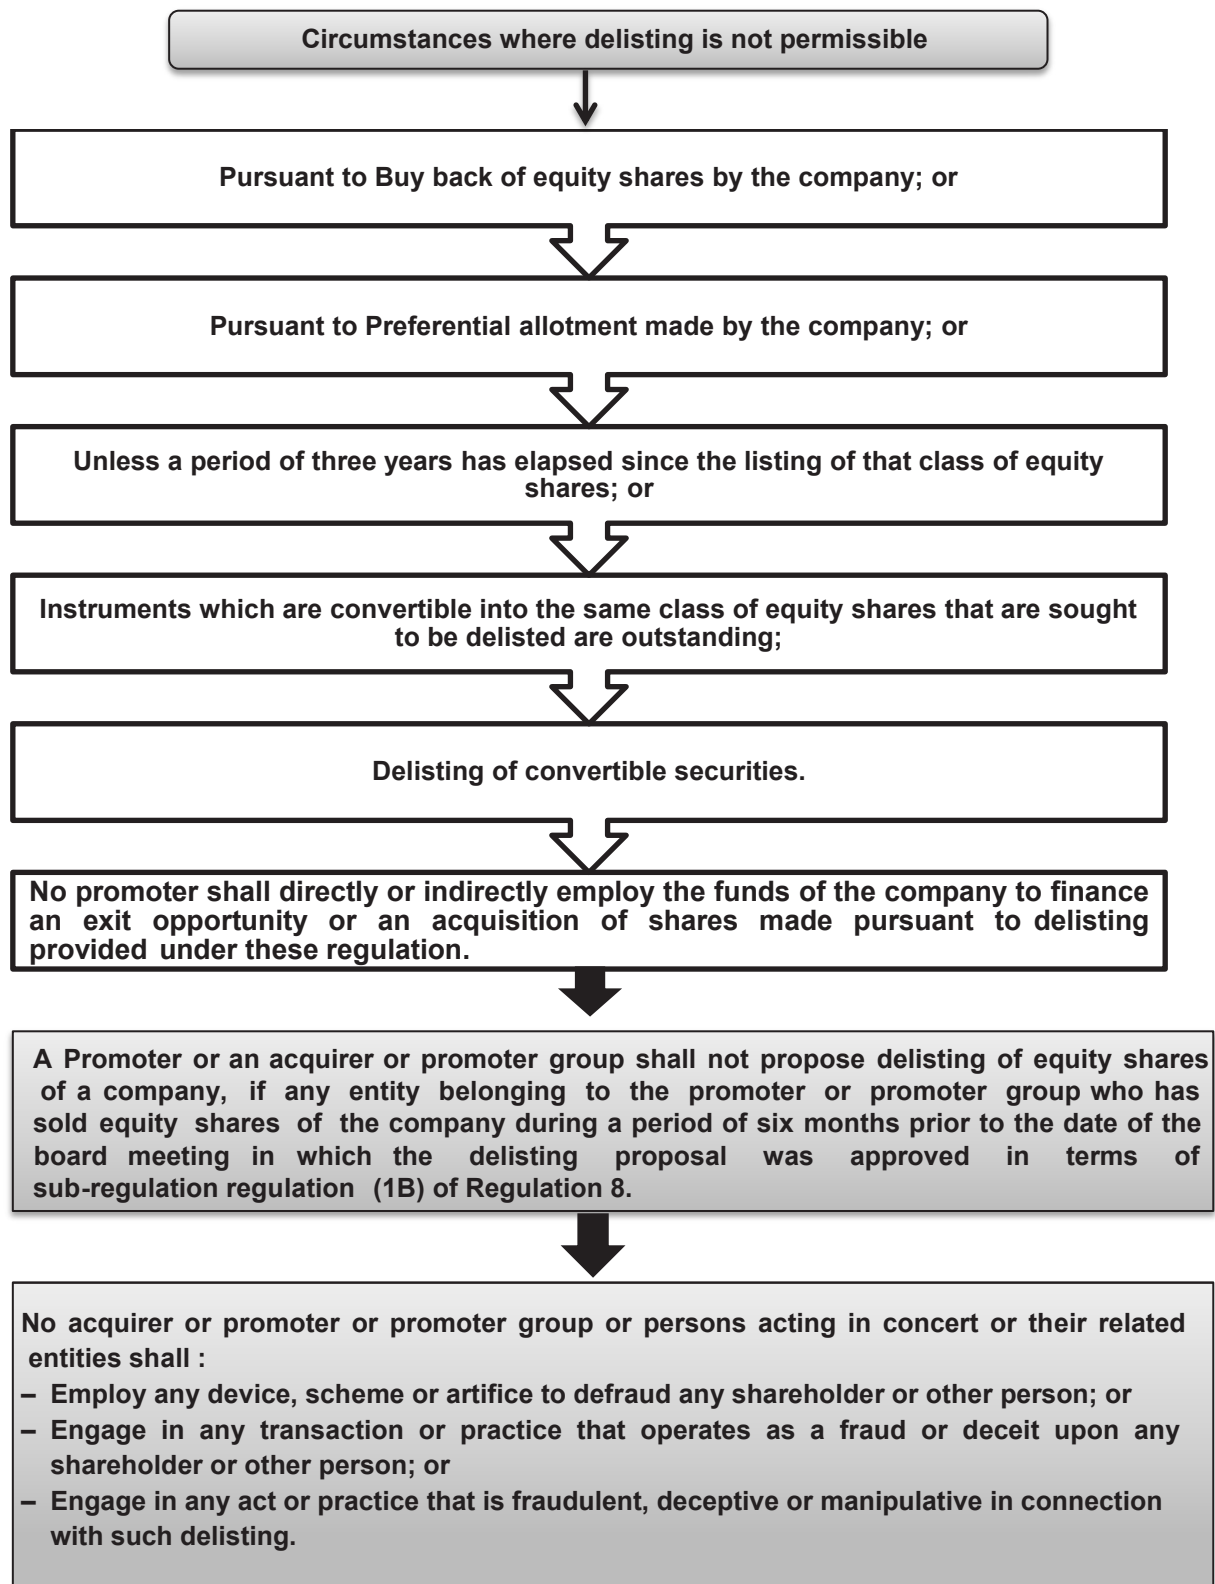 Circumstances where delisting is not permissible
Pursuant to Buy back of equity shares by the company; or
Pursuant to Preferential allotment made by the company; or
Unless a period of three years has elapsed since the listing of that class of equity
shares; or
Instruments which are convertible into the same class of equity shares that are sought
to be delisted are outstanding;
Delisting of convertible securities.
No promoter shall directly or indirectly employ the funds of the company to finance
an exit opportunity or an acquisition of shares made pursuant to delisting
provided under these regulation.
A Promoter or an acquirer or promoter group shall not propose delisting of equity shares
of a company, if any entity belonging to the promoter or promoter group who has
sold equity shares of the company during a period of six months prior to the date of the
board meeting in which the delisting proposal was approved in terms of
sub-regulation regulation (1B) of Regulation 8.
No acquirer or promoter or promoter group or persons acting in concert or their related
entities shall :
– Employ any device, scheme or artifice to defraud any shareholder or other person; or
– Engage in any transaction or practice that operates as a fraud or deceit upon any
shareholder or other person; or
– Engage in any act or practice that is fraudulent, deceptive or manipulative in connection
with such delisting.